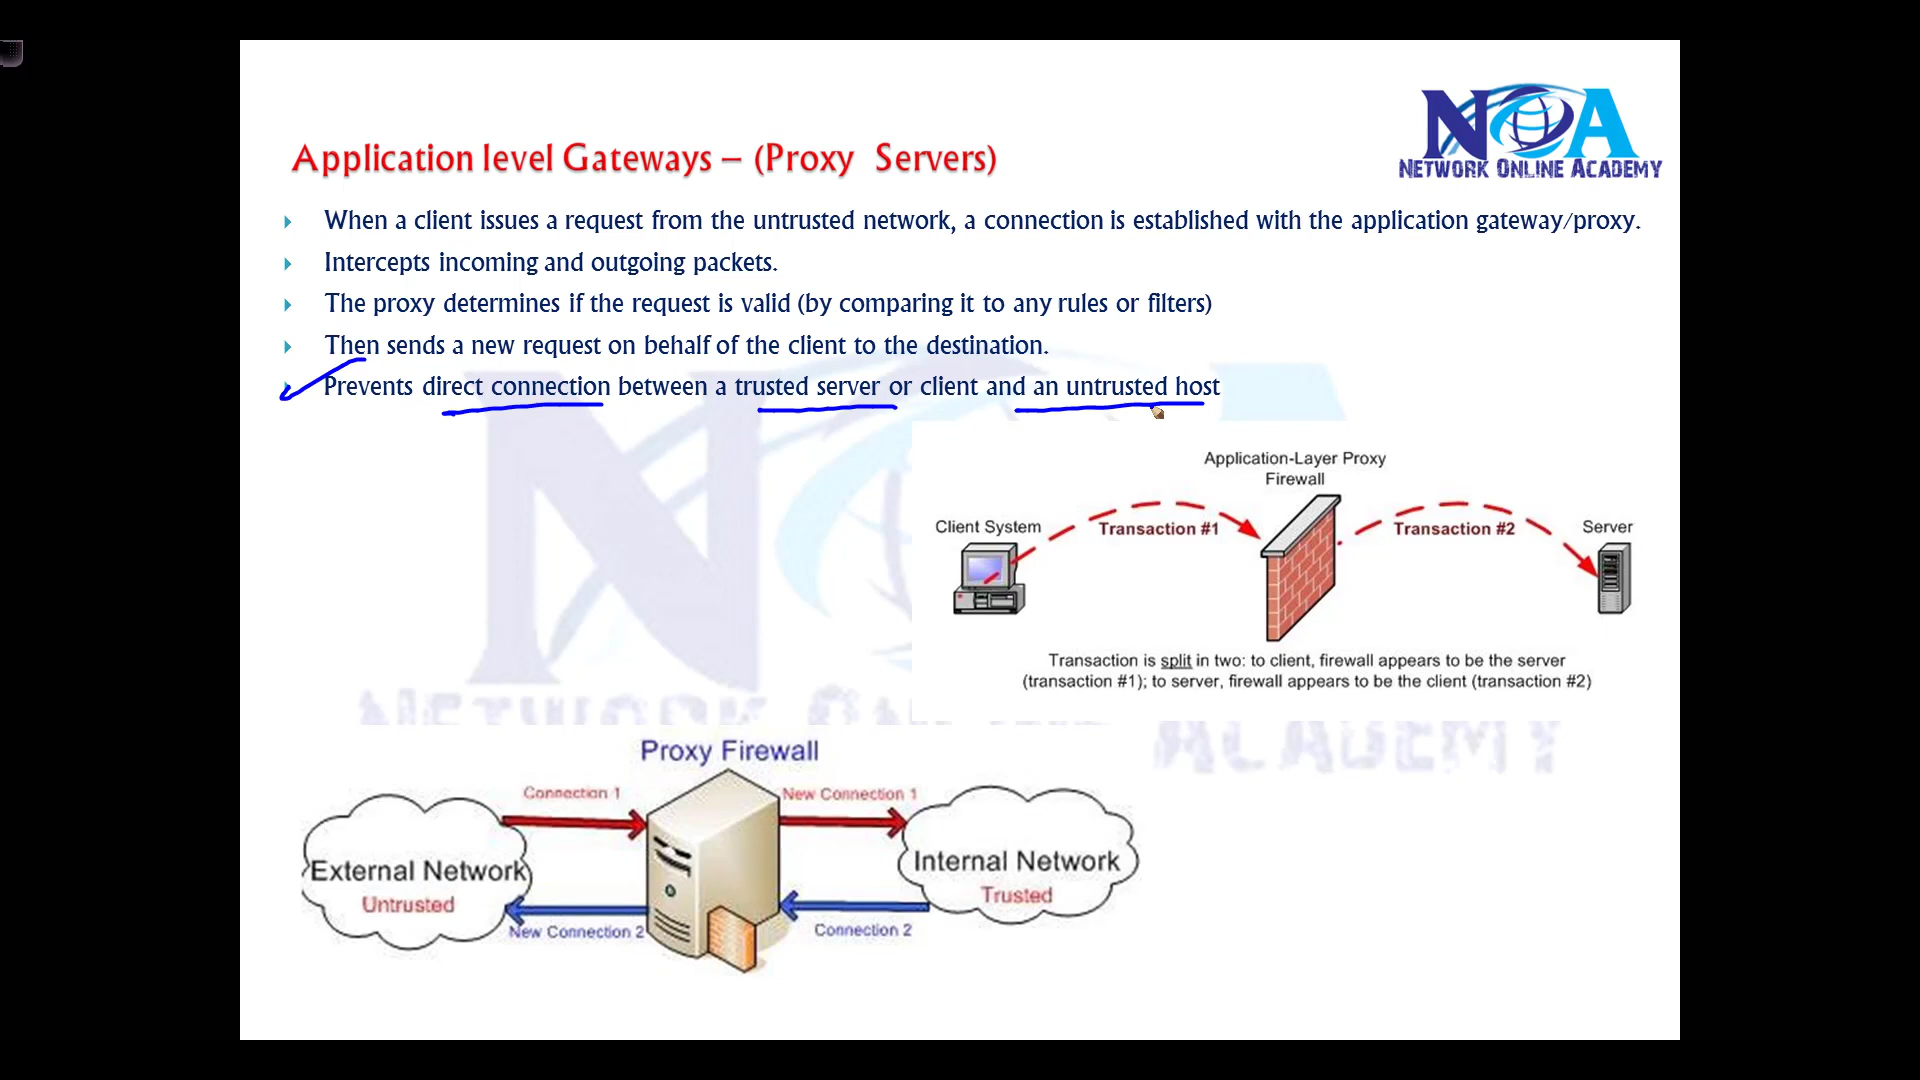 NOA
NETWORK ONLINE ACADEMY
Application level Gateways – (Proxy Servers)
When a client issues a request from the untrusted network, a connection is established with the application gateway/proxy.
Intercepts incoming and outgoing packets.
The proxy determines if the request is valid (by comparing it to any rules or filters)
Then sends a new request on behalf of the client to the destination.
Prevents direct connection between a trusted server or client and an untrusted host
Application-Layer Proxy
Firewall
Client System
Transaction #1
Transaction #2
Server
Transaction is split in two: to client, firewall appears to be the server
(transaction #1); to server, firewall appears to be the client (transaction #2)
NETWORK ONLINE ACADEMY
Proxy Firewall
Connection 1
New Connection 1
External Network
Untrusted
Internal Network
Trusted
New Connection 2
Connection 2